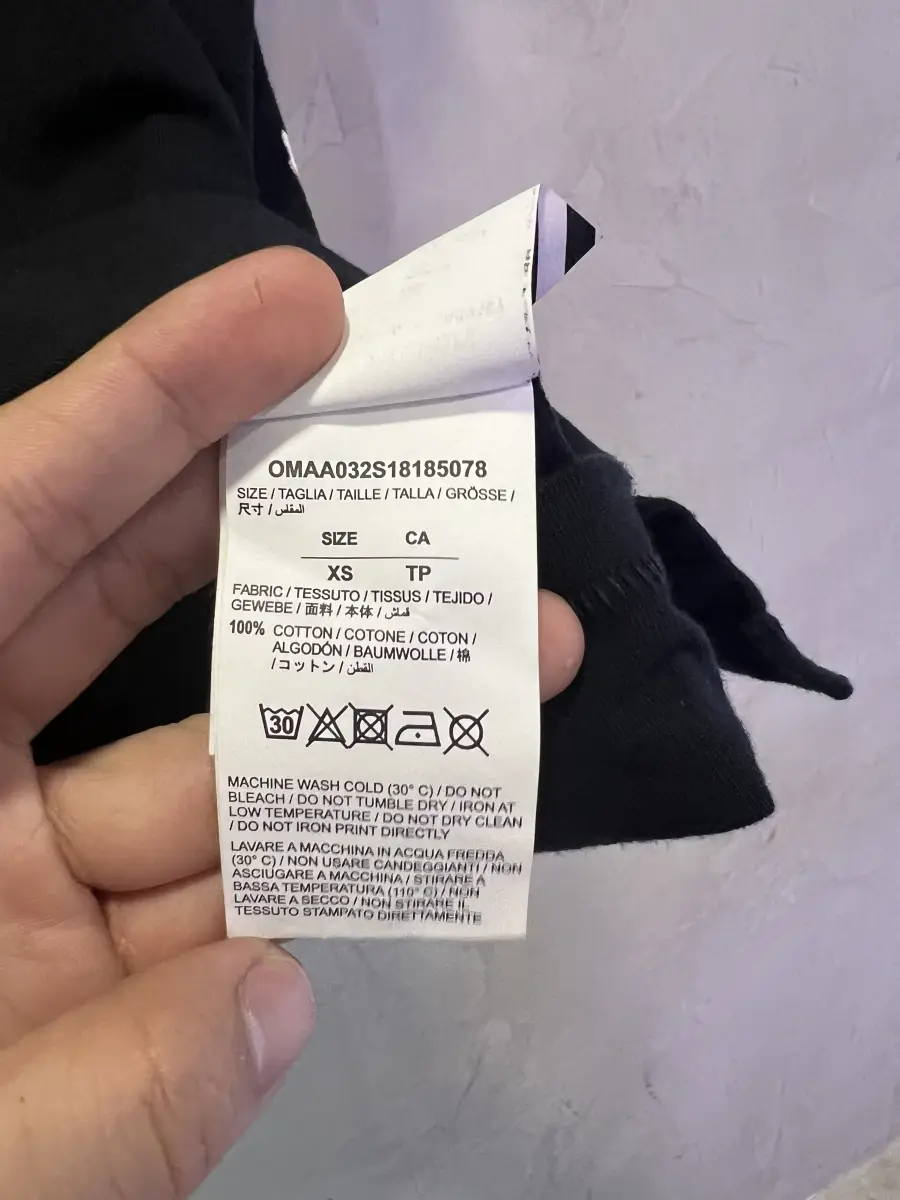 OMAA032S18185078
SIZE / TAGLIA / TAILLE / TALLA / GRÖSSE /
尺寸 / المقاس
SIZE CA
XS TP
FABRIC / TESSUTO / TISSUS / TEJIDO /
GEWEBE / 面料 / 本体 / قماش
100% COTTON / COTONE / COTON /
ALGODÓN / BAUMWOLLE / 棉
/ コットン / القطن
30
MACHINE WASH COLD (30° C) / DO NOT
BLEACH / DO NOT TUMBLE DRY / IRON AT
LOW TEMPERATURE / DO NOT DRY CLEAN
/ DO NOT IRON PRINT DIRECTLY
LAVARE A MACCHINA IN ACQUA FREDDA
(30° C) / NON USARE CANDEGGIANTI / NON
ASCIUGARE A MACCHINA / STIRARE A
BASSA TEMPERATURA (110° C) / NON
LAVARE A SECCO / NON STIRARE IL
TESSUTO STAMPATO DIRETTAMENTE